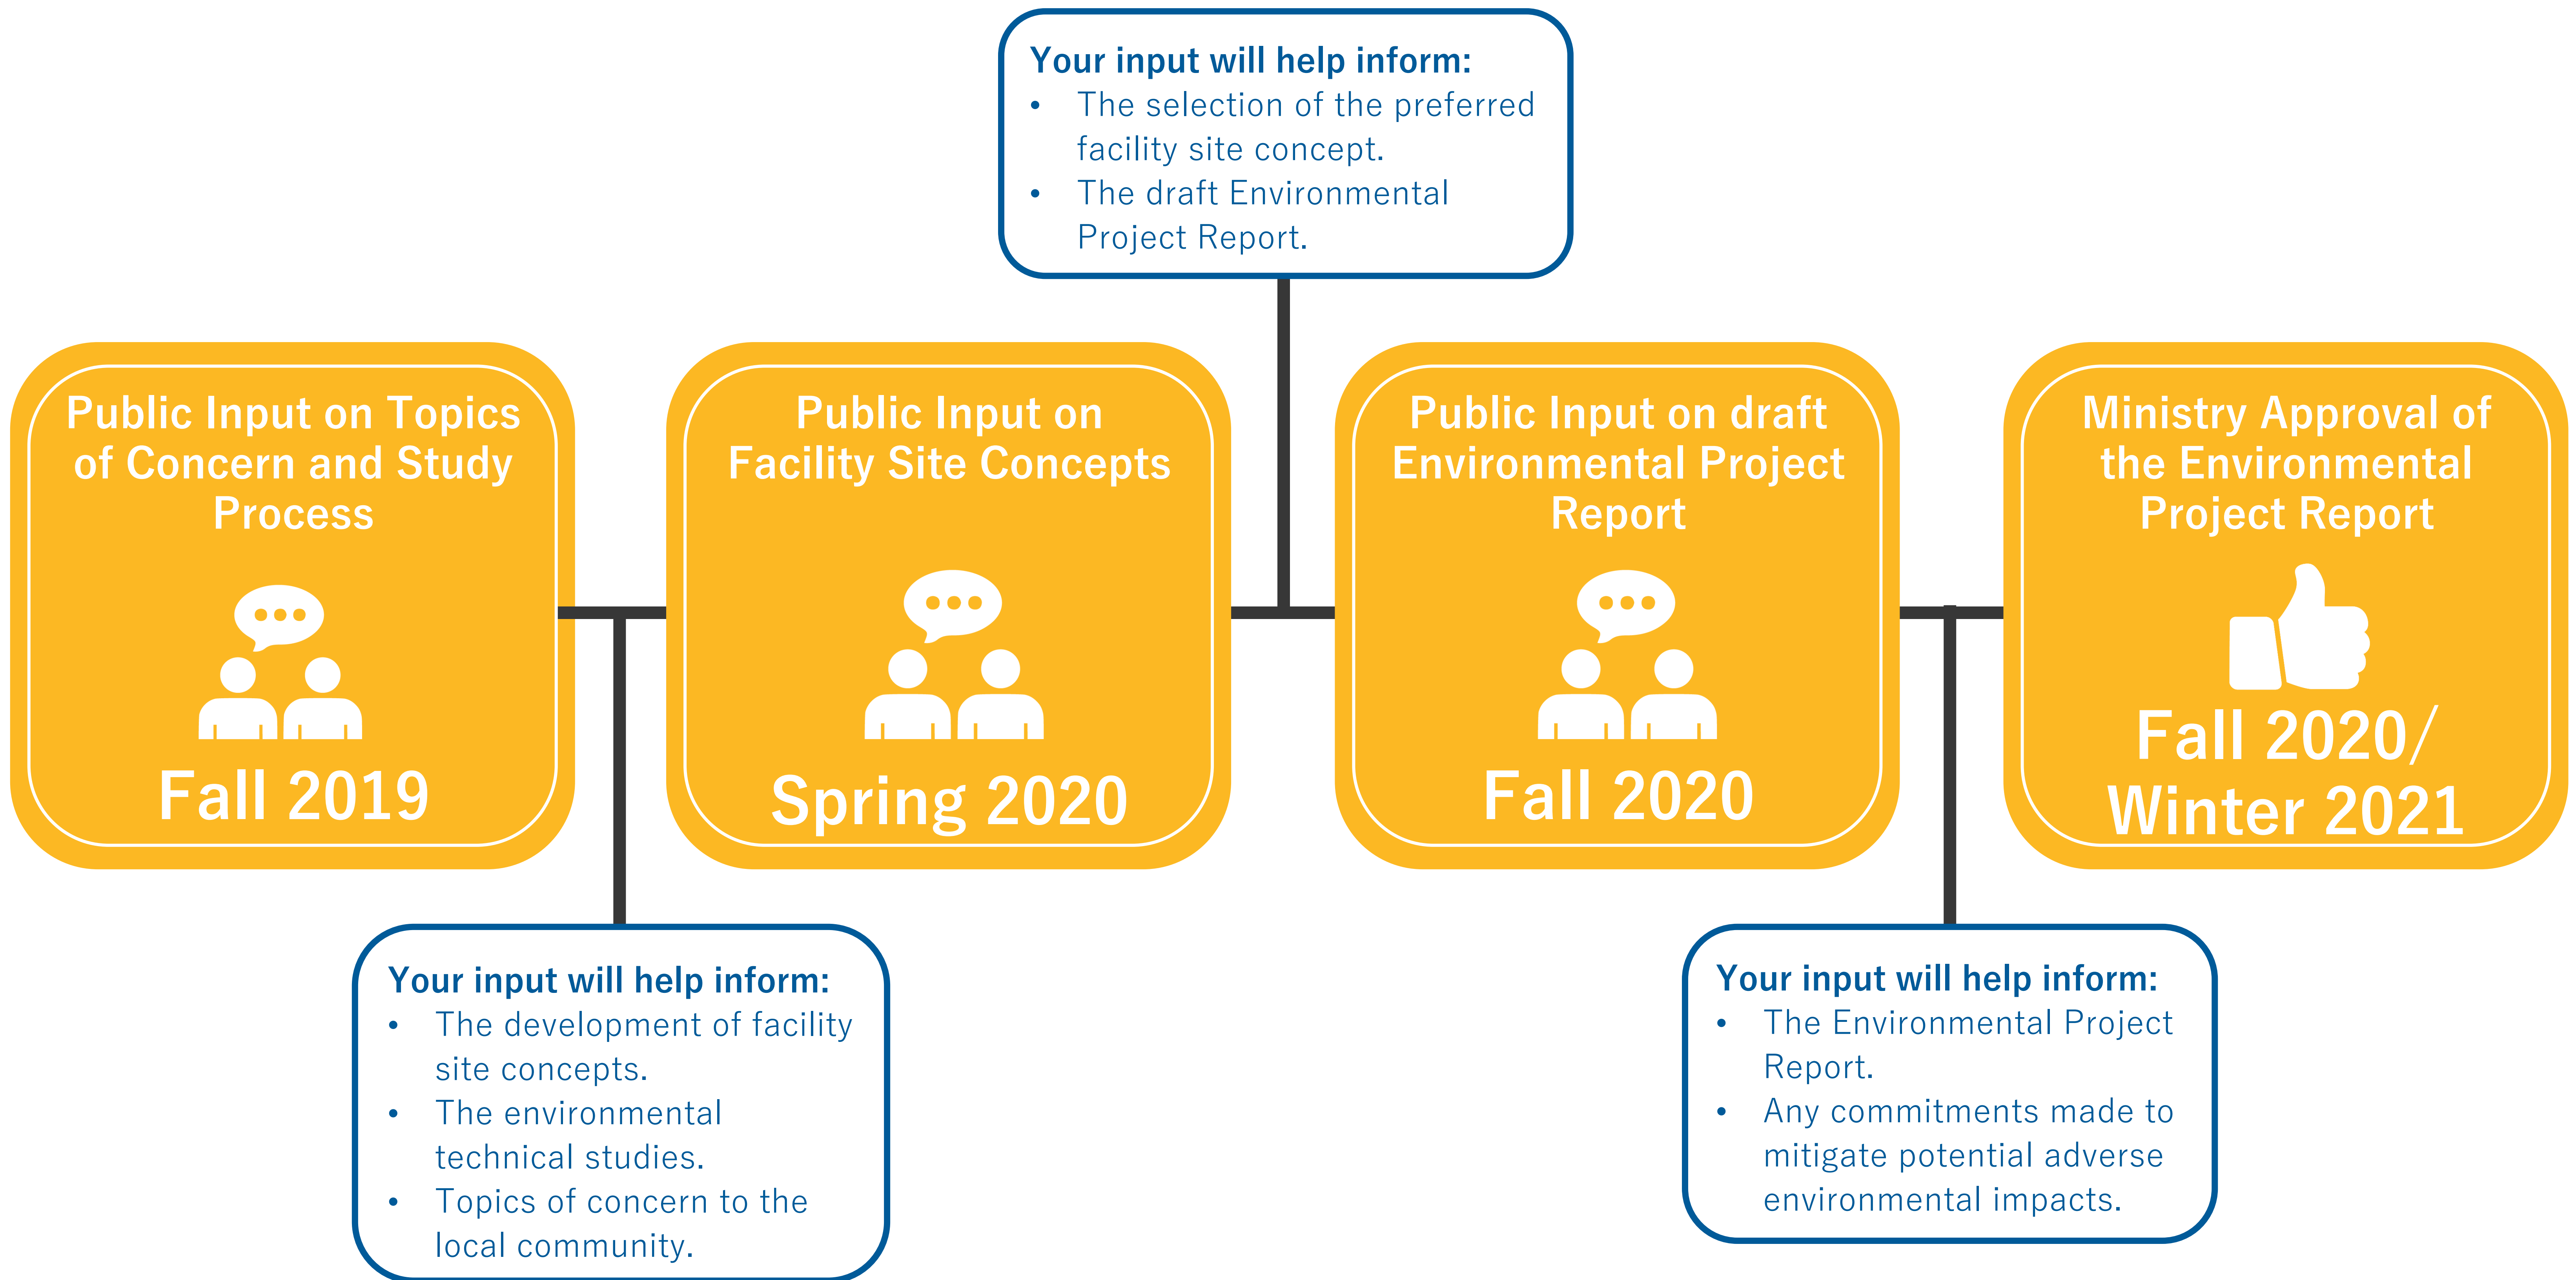 Your input will help inform:
• The selection of the preferred
facility site concept.
• The draft Environmental
Project Report.
Public Input on Topics
of Concern and Study
Process
Fall 2019
Public Input on
Facility Site Concepts
Spring 2020
Public Input on draft
Environmental Project
Report
Fall 2020
Ministry Approval of
the Environmental
Project Report
Fall 2020/
Winter 2021
Your input will help inform:
• The development of facility
site concepts.
• The environmental
technical studies.
• Topics of concern to the
local community.
Your input will help inform:
• The Environmental Project
Report.
• Any commitments made to
mitigate potential adverse
environmental impacts.